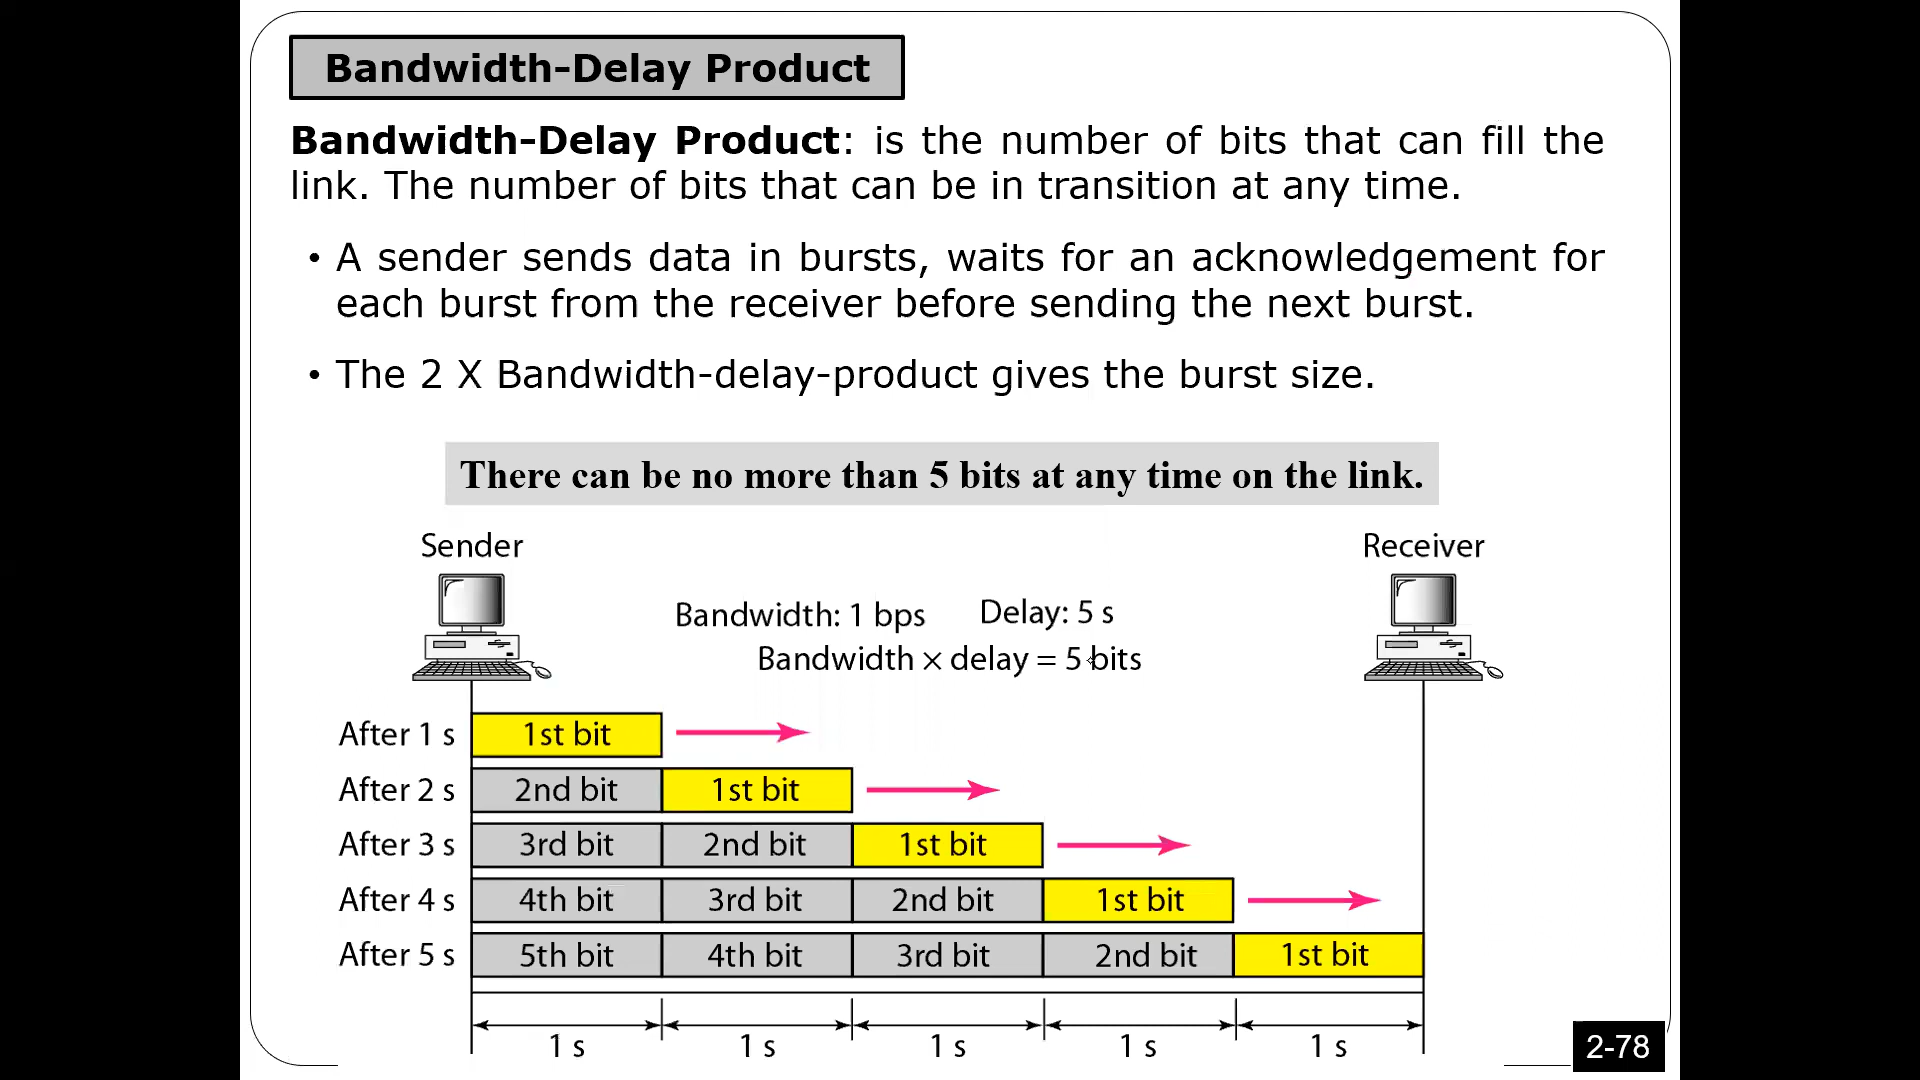 Bandwidth-Delay Product
Bandwidth-Delay Product: is the number of bits that can fill the
link. The number of bits that can be in transition at any time.
• A sender sends data in bursts, waits for an acknowledgement for
each burst from the receiver before sending the next burst.
• The 2 X Bandwidth-delay-product gives the burst size.
There can be no more than 5 bits at any time on the link.
Sender
Receiver
Bandwidth: 1 bps
Delay: 5 s
Bandwidth × delay = 5 bits
After 1 s 1st bit
After 2 s 2nd bit 1st bit
After 3 s 3rd bit 2nd bit 1st bit
After 4 s 4th bit 3rd bit 2nd bit 1st bit
After 5 s 5th bit 4th bit 3rd bit 2nd bit 1st bit
1 s 1 s 1 s 1 s 1 s
2-78